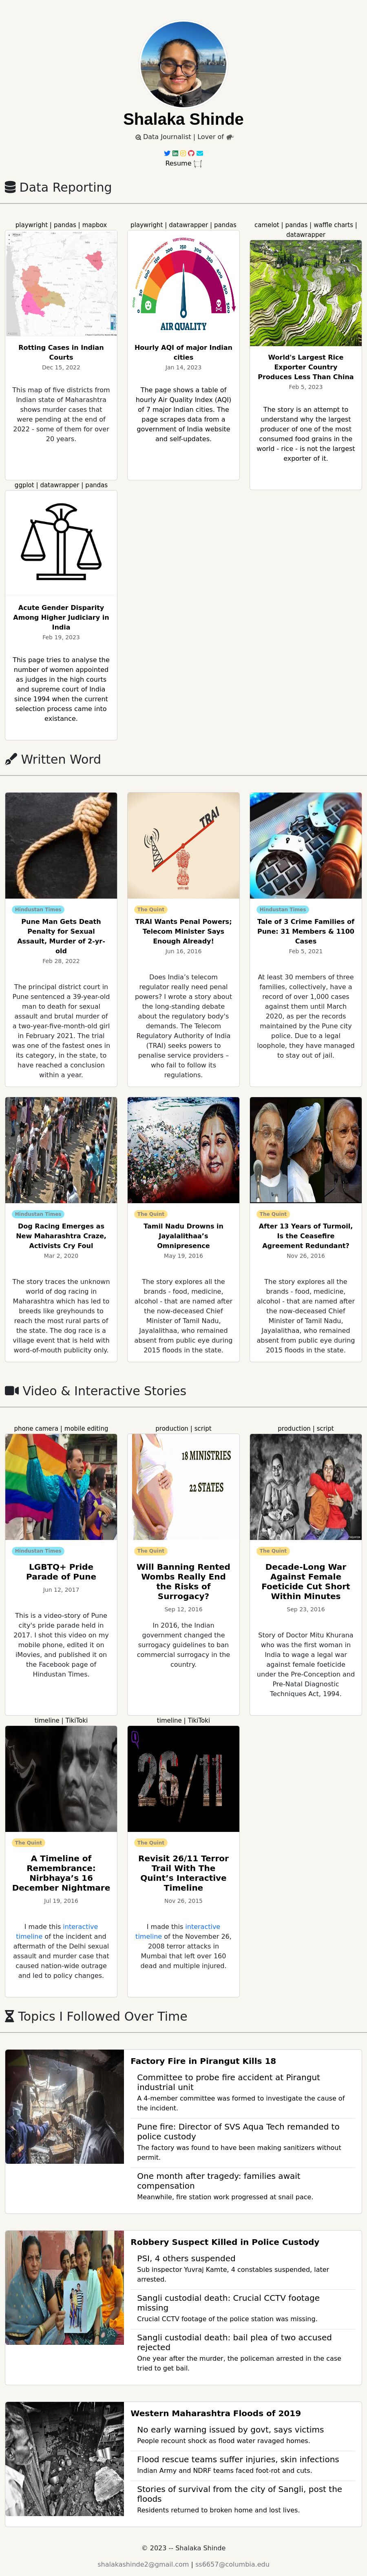 Shalaka Shinde
Data Journalist | Lover of
Resume
Data Reporting
playwright | pandas | mapbox
Rotting Cases in Indian
Courts
Dec 15, 2022
This map of five districts from
Indian state of Maharashtra
shows murder cases that
were pending at the end of
2022 - some of them for over
20 years.
playwright | datawrapper | pandas
AIR QUALITY
Hourly AQI of major Indian
cities
Jan 14, 2023
The page shows a table of
hourly Air Quality Index (AQI)
of 7 major Indian cities. The
page scrapes data from a
government of India website
and self-updates.
camelot | pandas | waffle charts |
datawrapper
World's Largest Rice
Exporter Country
Produces Less Than China
Feb 5, 2023
The story is an attempt to
understand why the largest
producer of one of the most
consumed food grains in the
world - rice - is not the largest
exporter of it.
ggplot | datawrapper | pandas
Acute Gender Disparity
Among Higher Judiciary in
India
Feb 19, 2023
This page tries to analyse the
number of women appointed
as judges in the high courts
and supreme court of India
since 1994 when the current
selection process came into
existance.
Written Word
Hindustan Times
Pune Man Gets Death
Penalty for Sexual
Assault, Murder of 2-yr-
old
Feb 28, 2022
The principal district court in
Pune sentenced a 39-year-old
man to death for sexual
assault and brutal murder of
a two-year-five-month-old girl
in February 2021. The trial
was one of the fastest ones in
its category, in the state, to
have reached a conclusion
within a year.
TRAI
The Quint
TRAI Wants Penal Powers;
Telecom Minister Says
Enough Already!
Jun 16, 2016
Does India's telecom
regulator really need penal
powers? I wrote a story about
the long-standing debate
about the regulatory body's
demands. The Telecom
Regulatory Authority of India
(TRAI) seeks powers to
penalise service providers –
who fail to follow its
regulations.
Hindustan Times
Tale of 3 Crime Families of
Pune: 31 Members & 1100
Cases
Feb 5, 2021
At least 30 members of three
families, collectively, have a
record of over 1,000 cases
against them until March
2020, as per the records
maintained by the Pune city
police. Due to a legal
loophole, they have managed
to stay out of jail.
Hindustan Times
Dog Racing Emerges as
New Maharashtra Craze,
Activists Cry Foul
Mar 2, 2020
The story traces the unknown
world of dog racing in
Maharashtra which has led to
breeds like greyhounds to
reach the most rural parts of
the state. The dog race is a
village event that is held with
word-of-mouth publicity only.
The Quint
Tamil Nadu Drowns in
Jayalalithaa's
Omnipresence
May 19, 2016
The story explores all the
brands - food, medicine,
alcohol - that are named after
the now-deceased Chief
Minister of Tamil Nadu,
Jayalalithaa, who remained
absent from public eye during
2015 floods in the state.
The Quint
After 13 Years of Turmoil,
Is the Ceasefire
Agreement Redundant?
Nov 26, 2016
The story explores all the
brands - food, medicine,
alcohol - that are named after
the now-deceased Chief
Minister of Tamil Nadu,
Jayalalithaa, who remained
absent from public eye during
2015 floods in the state.
Video & Interactive Stories
phone camera | mobile editing
Hindustan Times
LGBTQ+ Pride
Parade of Pune
Jun 12, 2017
This is a video-story of Pune
city's pride parade held in
2017. I shot this video on my
mobile phone, edited it on
iMovies, and published it on
the Facebook page of
Hindustan Times.
production | script
18 MINISTRIES
22 STATES
The Quint
Will Banning Rented
Wombs Really End
the Risks of
Surrogacy?
Sep 12, 2016
In 2016, the Indian
government changed the
surrogacy guidelines to ban
commercial surrogacy in the
country.
production | script
The Quint
Decade-Long War
Against Female
Foeticide Cut Short
Within Minutes
Sep 23, 2016
Story of Doctor Mitu Khurana
who was the first woman in
India to wage a legal war
against female foeticide
under the Pre-Conception and
Pre-Natal Diagnostic
Techniques Act, 1994.
timeline | TikiToki
The Quint
A Timeline of
Remembrance:
Nirbhaya's 16
December Nightmare
Jul 19, 2016
I made this interactive
timeline of the incident and
aftermath of the Delhi sexual
assault and murder case that
caused nation-wide outrage
and led to policy changes.
timeline | TikiToki
26/11
The Quint
Revisit 26/11 Terror
Trail With The
Quint's Interactive
Timeline
Nov 26, 2015
I made this interactive
timeline of the November 26,
2008 terror attacks in
Mumbai that left over 160
dead and multiple injured.
Topics I Followed Over Time
Factory Fire in Pirangut Kills 18
Committee to probe fire accident at Pirangut
industrial unit
A 4-member committee was formed to investigate the cause of
the incident.
Pune fire: Director of SVS Aqua Tech remanded to
police custody
The factory was found to have been making sanitizers without
permit.
One month after tragedy: families await
compensation
Meanwhile, fire station work progressed at snail pace.
Robbery Suspect Killed in Police Custody
PSI, 4 others suspended
Sub inspector Yuvraj Kamte, 4 constables suspended, later
arrested.
Sangli custodial death: Crucial CCTV footage
missing
Crucial CCTV footage of the police station was missing.
Sangli custodial death: bail plea of two accused
rejected
One year after the murder, the policeman arrested in the case
tried to get bail.
Western Maharashtra Floods of 2019
No early warning issued by govt, says victims
People recount shock as flood water ravaged homes.
Flood rescue teams suffer injuries, skin infections
Indian Army and NDRF teams faced foot-rot and cuts.
Stories of survival from the city of Sangli, post the
floods
Residents returned to broken home and lost lives.
© 2023 -- Shalaka Shinde
shalakashinde2@gmail.com | ss6657@columbia.edu